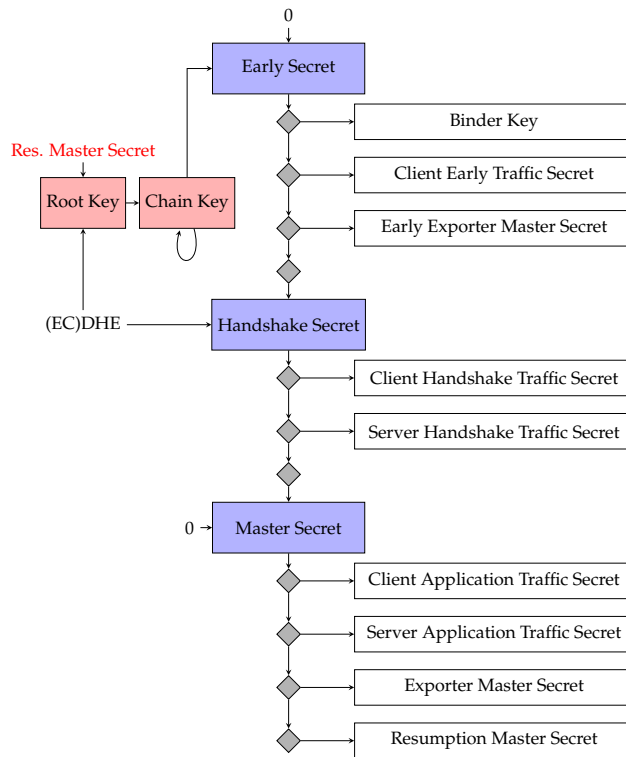 0
Early Secret
Binder Key
Res. Master Secret
Client Early Traffic Secret
Root Key
Chain Key
Early Exporter Master Secret
(EC)DHE
Handshake Secret
Client Handshake Traffic Secret
Server Handshake Traffic Secret
0
Master Secret
Client Application Traffic Secret
Server Application Traffic Secret
Exporter Master Secret
Resumption Master Secret